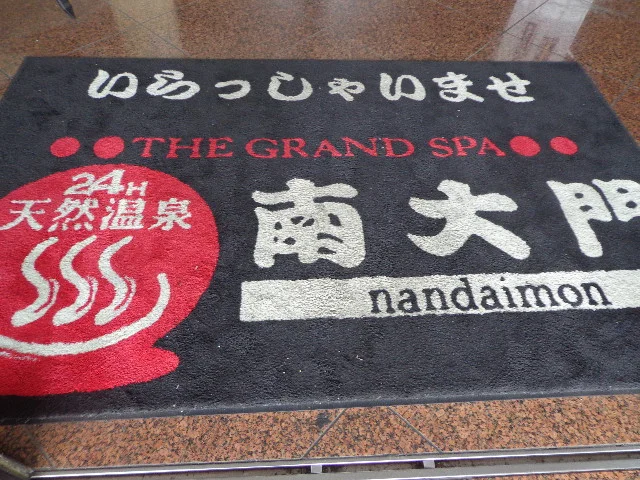 いらっしゃいませ
THE GRAND SPA
24H
天然温泉
南大門
nandaimon